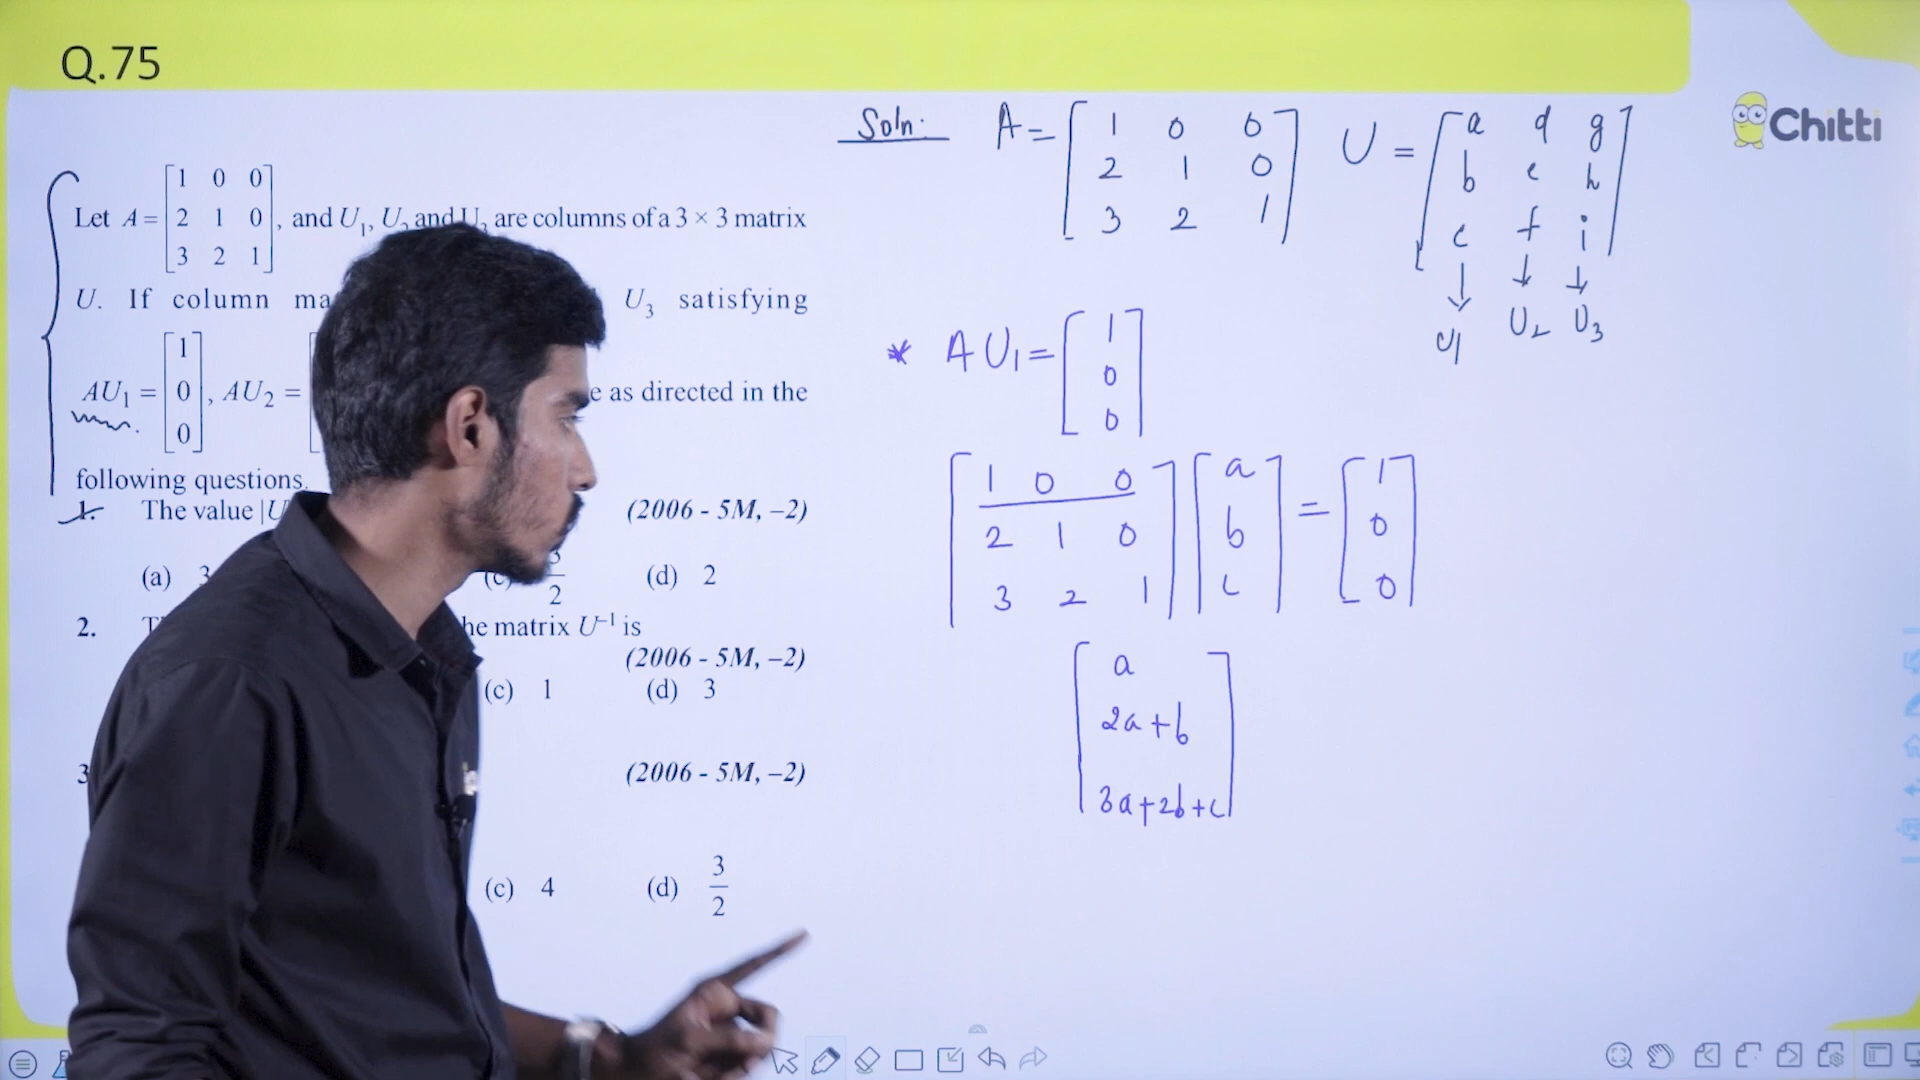 Q.75
Chitti
Let A = [1 0 0
2 1 0
3 2 1], and U1, U2 and U3 are columns of a 3 × 3 matrix
U. If column U3 satisfying
AU1 = [1
0
0], AU2 = e as directed in the
following questions.
1. The value |U (2006 - 5M, –2)
(a) 3 (c) 3/2 (d) 2
2. he matrix U⁻¹ is
(2006 - 5M, –2)
(c) 1 (d) 3
3 (2006 - 5M, –2)
(c) 4 (d) 3/2
Soln. A = [1 0 0
2 1 0
3 2 1] U = [a d g
b e h
c f i]
↓ ↓ ↓
U1 U2 U3
* AU1 = [1
0
0]
[1 0 0
2 1 0
3 2 1] [a
b
c] = [1
0
0]
[a
2a+b
3a+2b+c]